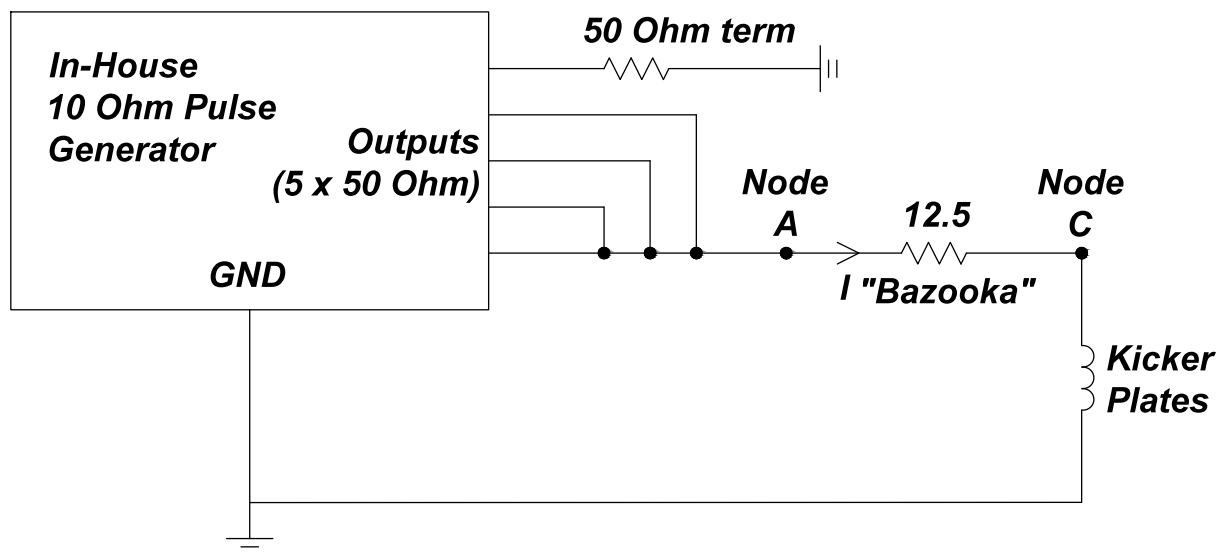 50 Ohm term
In-House
10 Ohm Pulse
Generator
Outputs
(5 x 50 Ohm)
GND
Node
A
12.5
I "Bazooka"
Node
C
Kicker
Plates